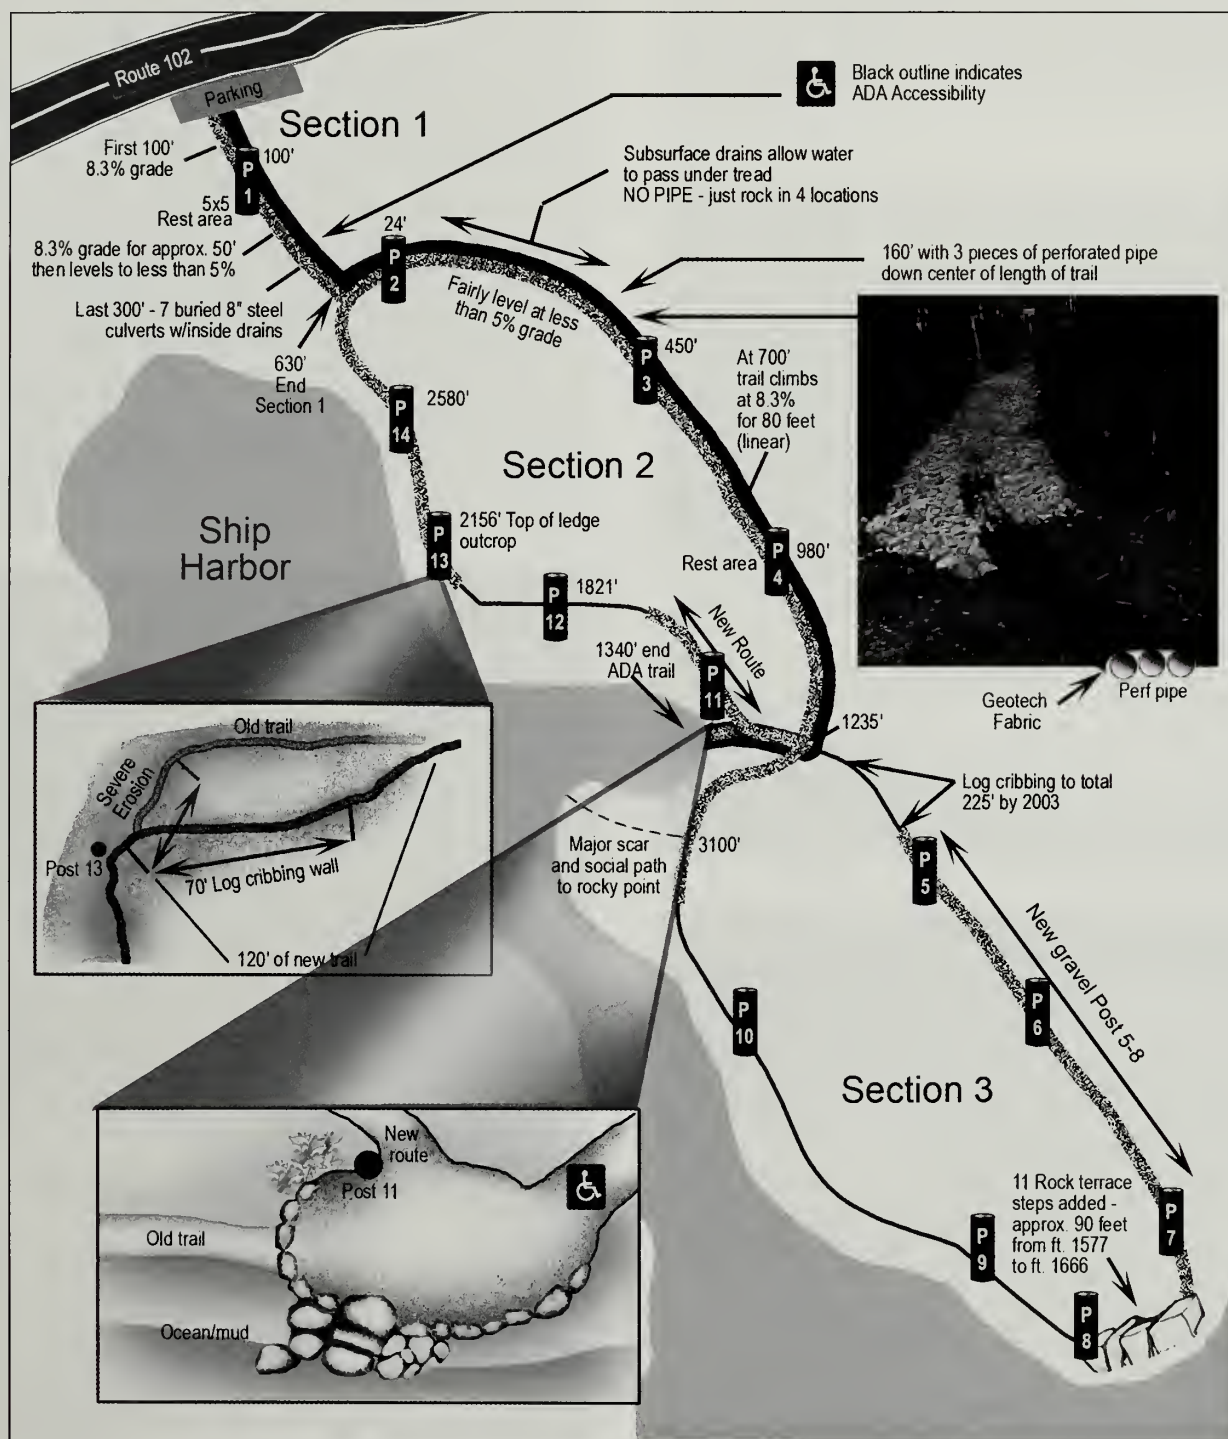 Route 102
Parking
Section 1
Black outline indicates
ADA Accessibility
First 100'
8.3% grade
100'
P
1
5x5
Rest area
Subsurface drains allow water
to pass under tread
NO PIPE - just rock in 4 locations
8.3% grade for approx. 50'
then levels to less than 5%
24'
P
2
160' with 3 pieces of perforated pipe
down center of length of trail
Last 300' - 7 buried 8" steel
culverts w/inside drains
Fairly level at less
than 5% grade
630'
End
Section 1
450'
P
3
At 700'
trail climbs
at 8.3%
for 80 feet
(linear)
2580'
P
14
Section 2
Ship
Harbor
2156' Top of ledge
outcrop
P
13
980'
P
4
Rest area
1821'
P
12
New Route
1340' end
ADA trail
P
11
Geotech
Fabric
Perf pipe
1235'
Old trail
Severe
Erosion
Post 13
70' Log cribbing wall
120' of new trail
Log cribbing to total
225' by 2003
Major scar
and social path
to rocky point
3100'
P
5
New gravel Post 5-8
P
6
P
10
Section 3
New
route
Post 11
Old trail
Ocean/mud
11 Rock terrace
steps added -
approx. 90 feet
from ft. 1577
to ft. 1666
P
7
P
9
P
8